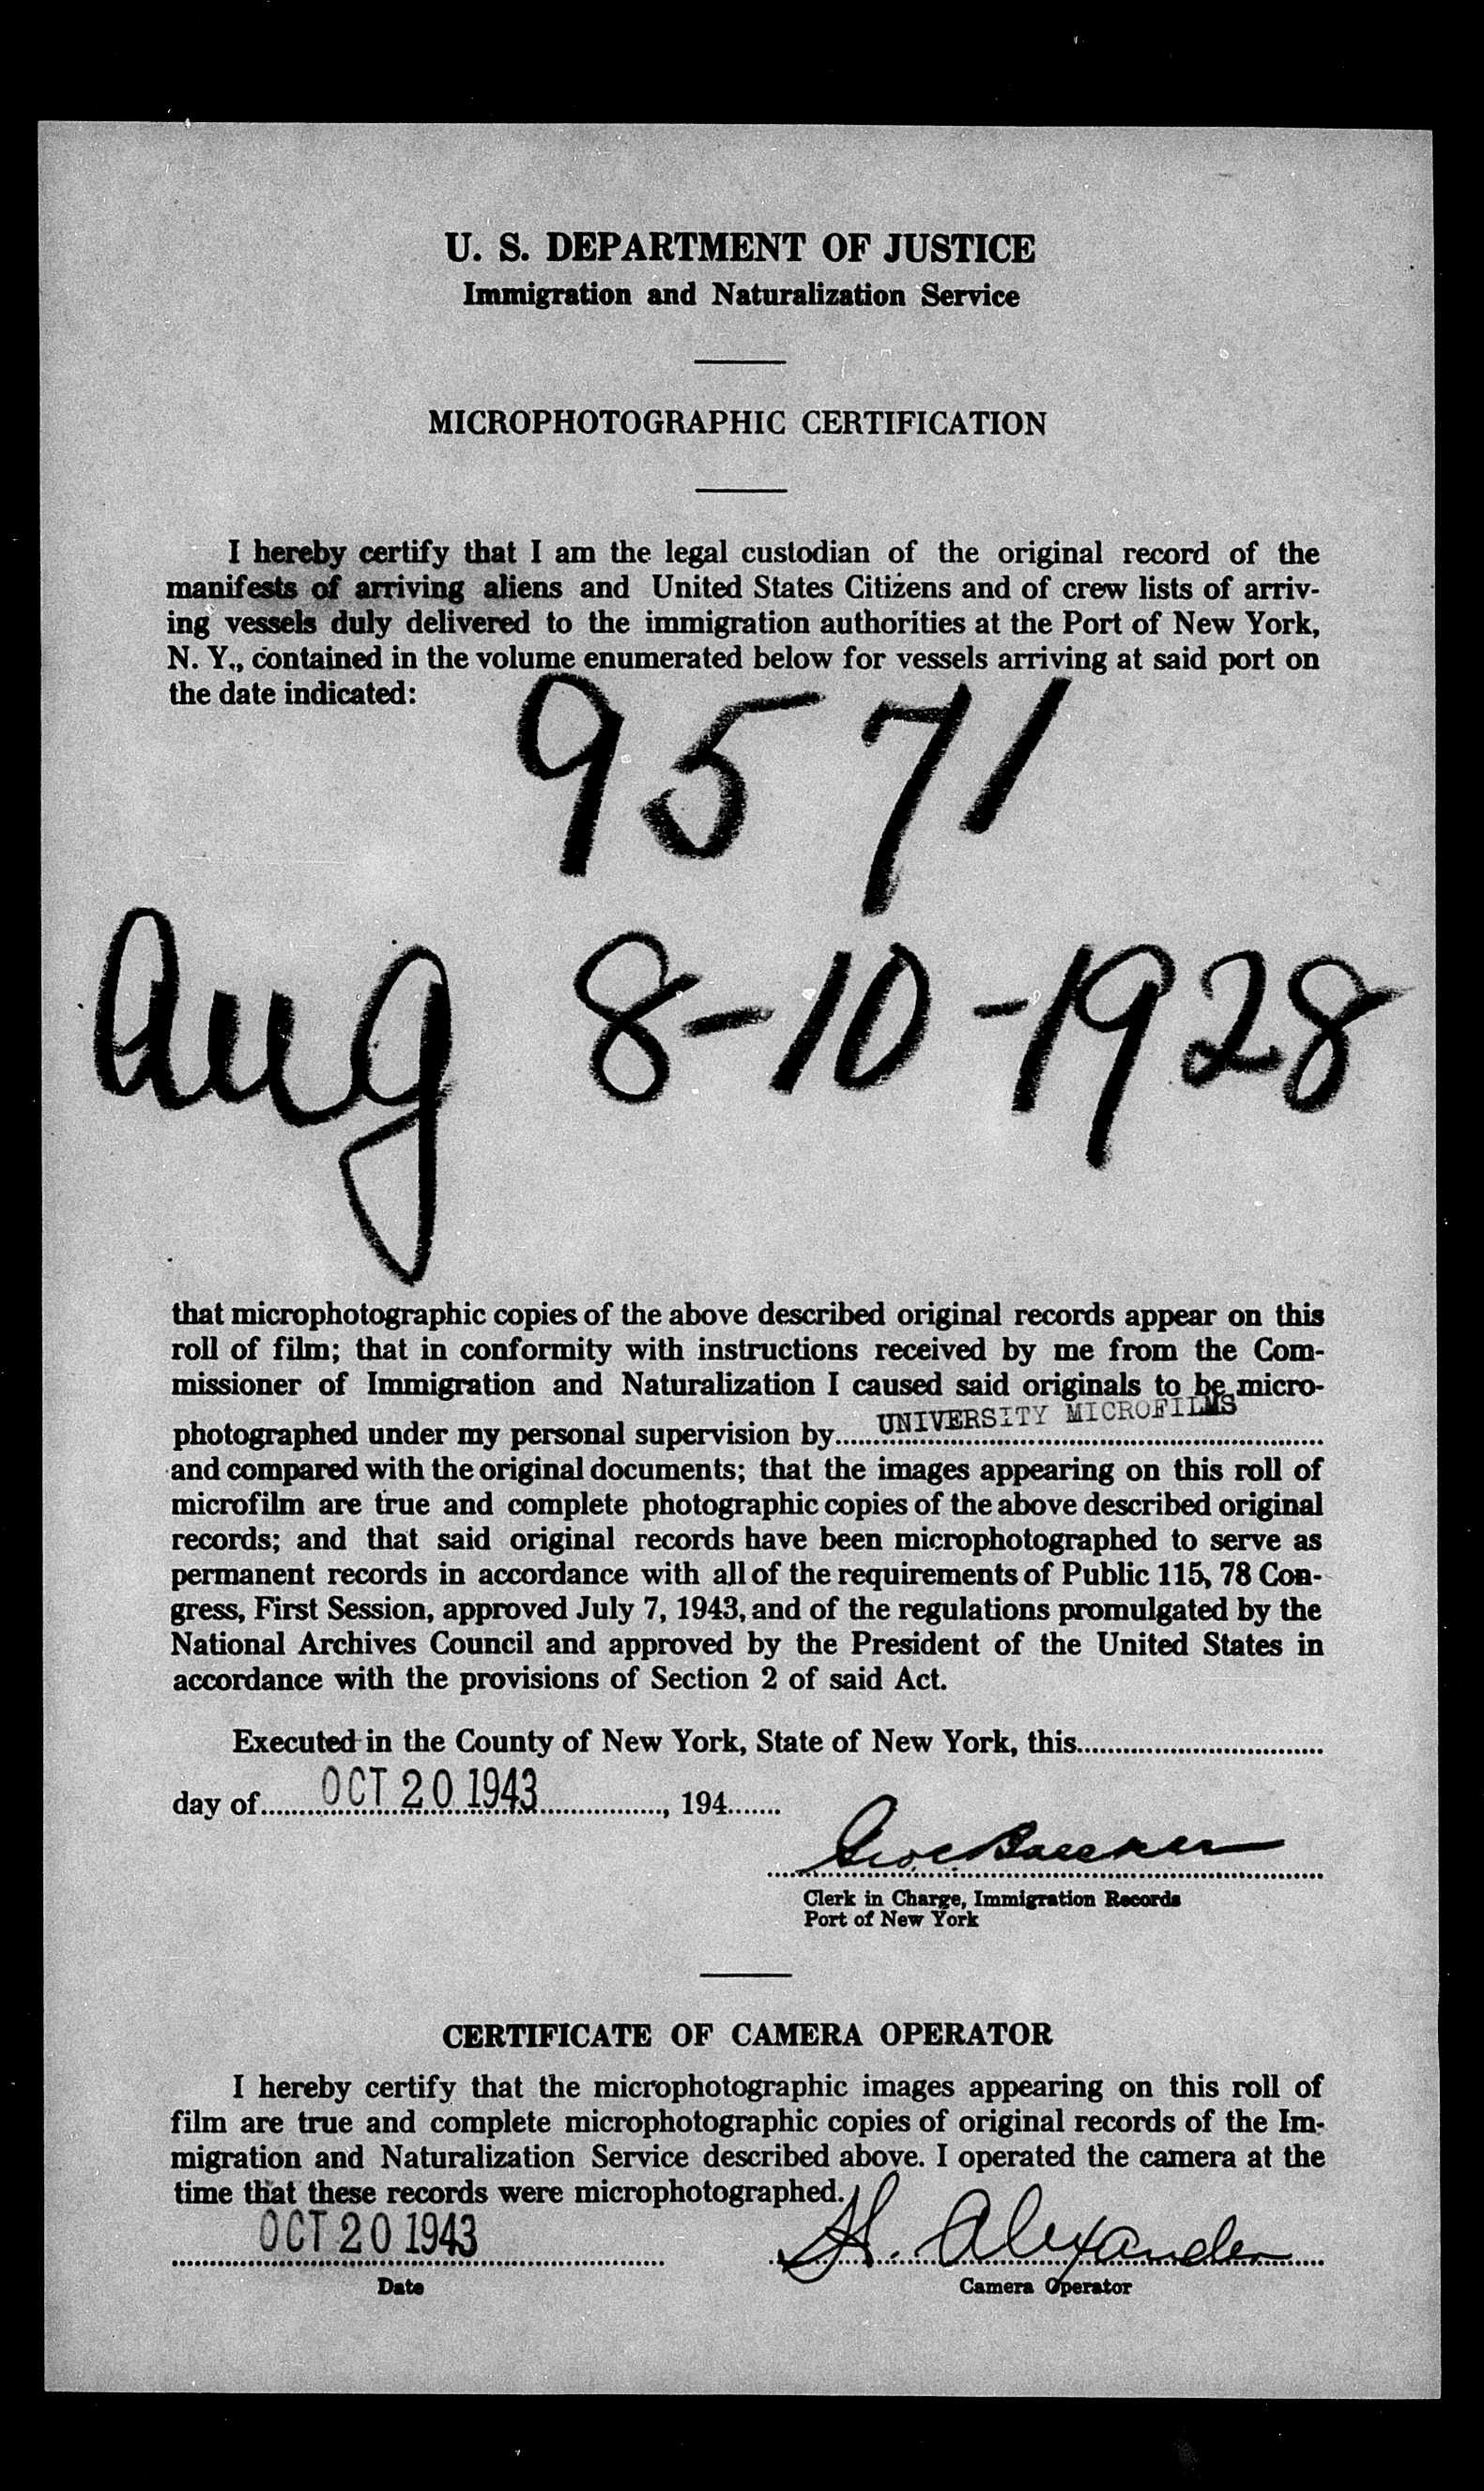 U. S. DEPARTMENT OF JUSTICE
Immigration and Naturalization Service
MICROPHOTOGRAPHIC CERTIFICATION
I hereby certify that I am the legal custodian of the original record of the
manifests of arriving aliens and United States Citizens and of crew lists of arriv-
ing vessels duly delivered to the immigration authorities at the Port of New York,
N. Y., contained in the volume enumerated below for vessels arriving at said port on
the date indicated:
9571
Aug 8-10-1928
that microphotographic copies of the above described original records appear on this
roll of film; that in conformity with instructions received by me from the Com-
missioner of Immigration and Naturalization I caused said originals to be micro-
photographed under my personal supervision by UNIVERSITY MICROFILMS
and compared with the original documents; that the images appearing on this roll of
microfilm are true and complete photographic copies of the above described original
records; and that said original records have been microphotographed to serve as
permanent records in accordance with all of the requirements of Public 115, 78 Con-
gress, First Session, approved July 7, 1943, and of the regulations promulgated by the
National Archives Council and approved by the President of the United States in
accordance with the provisions of Section 2 of said Act.
Executed in the County of New York, State of New York, this
day of OCT 20 1943, 194
Clerk in Charge, Immigration Records
Port of New York
CERTIFICATE OF CAMERA OPERATOR
I hereby certify that the microphotographic images appearing on this roll of
film are true and complete microphotographic copies of original records of the Im-
migration and Naturalization Service described above. I operated the camera at the
time that these records were microphotographed.
OCT 20 1943 H. Alexander
Date Camera Operator